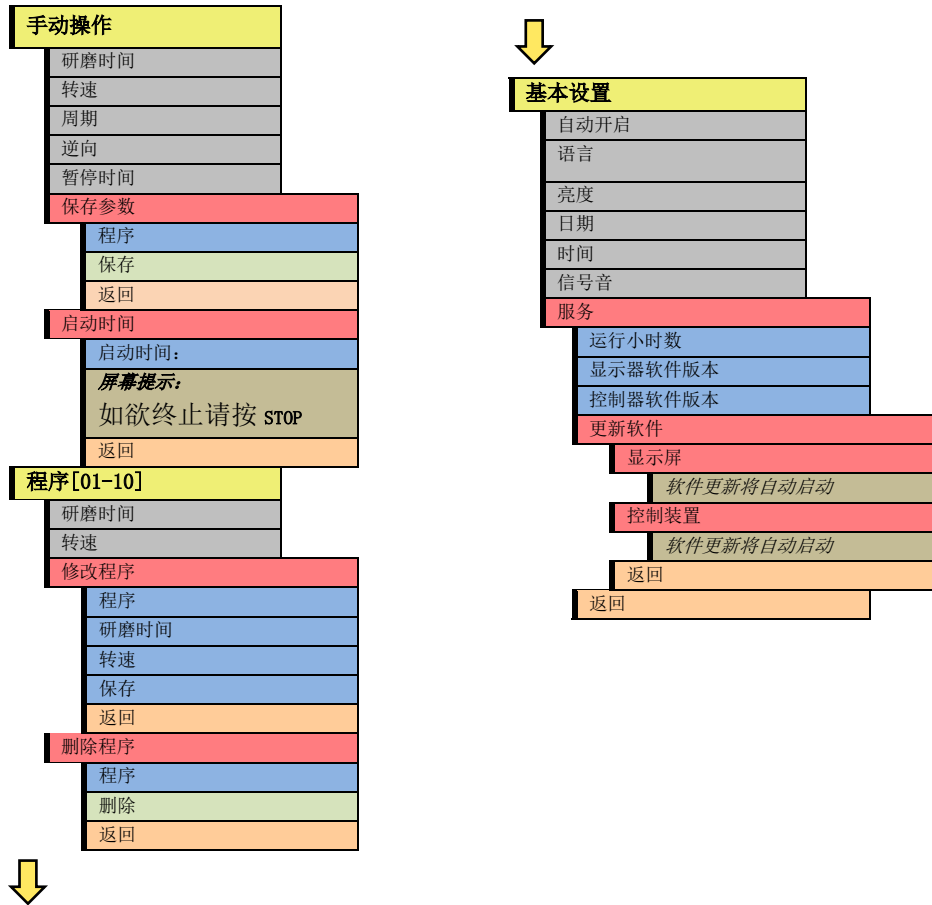 手动操作
研磨时间
转速
周期
逆向
暂停时间
保存参数
程序
保存
返回
启动时间
启动时间:
屏幕提示:
如欲终止请按 STOP
返回
程序[01-10]
研磨时间
转速
修改程序
程序
研磨时间
转速
保存
返回
删除程序
程序
删除
返回
基本设置
自动开启
语言
亮度
日期
时间
信号音
服务
运行小时数
显示器软件版本
控制器软件版本
更新软件
显示屏
软件更新将自动启动
控制装置
软件更新将自动启动
返回
返回